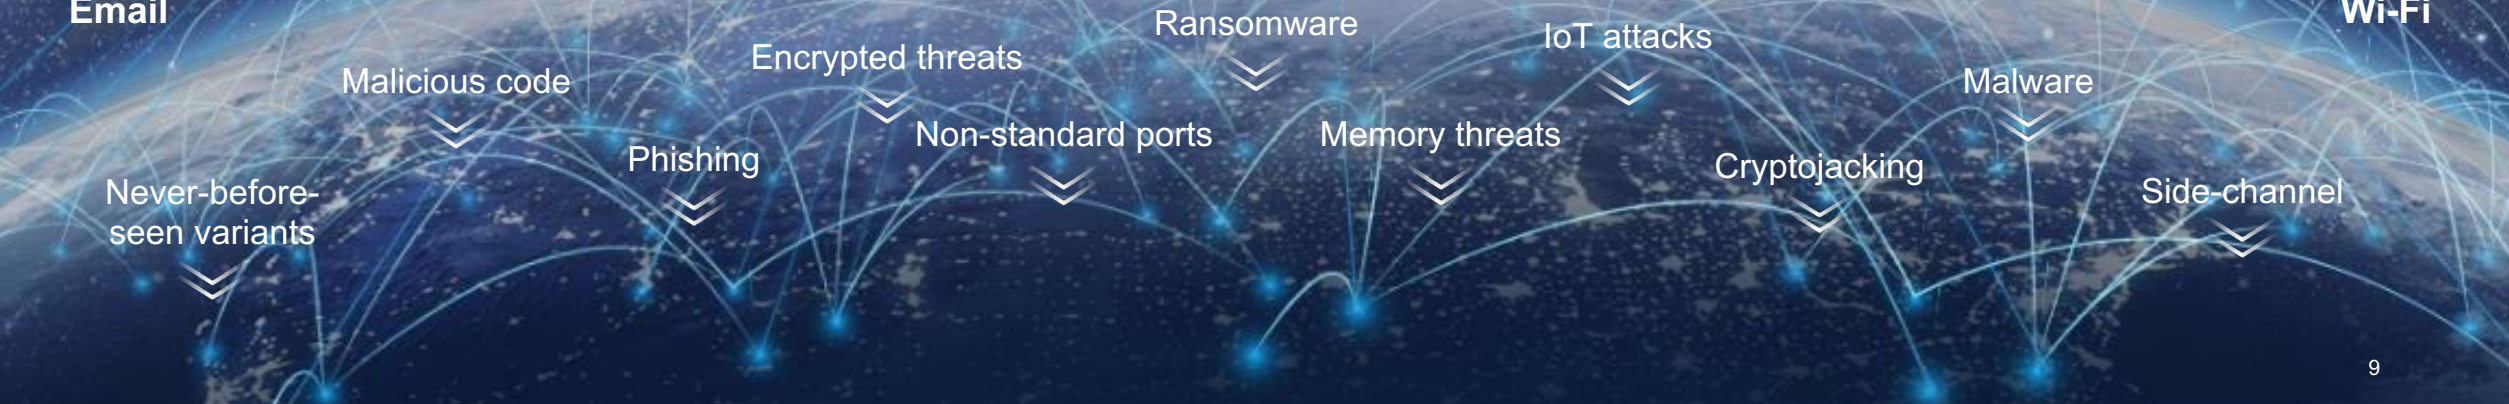 Email
Wi-Fi
Ransomware
IoT attacks
Encrypted threats
Malicious code
Malware
Non-standard ports
Memory threats
Phishing
Cryptojacking
Never-before-
seen variants
Side-channel
9